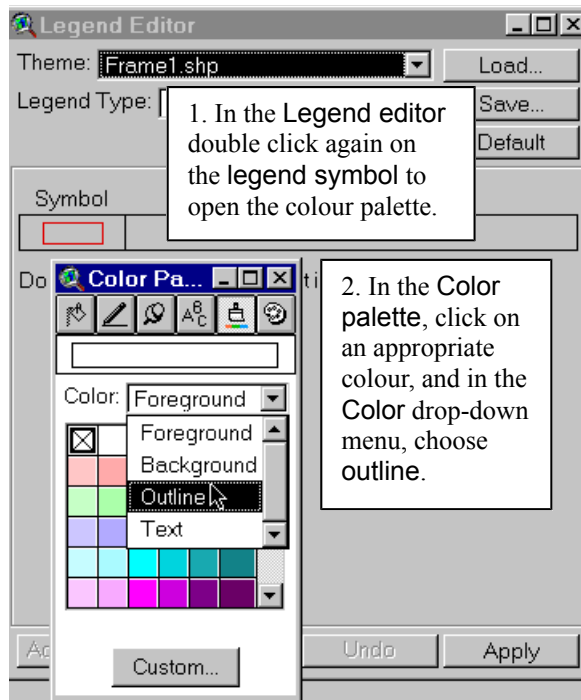 Legend Editor
Theme: Frame1.shp
Load...
Legend Type:
Save...
Default
1. In the Legend editor
double click again on
the legend symbol to
open the colour palette.
Symbol
Do
Color Pa...
ABC
Color: Foreground
Foreground
Background
Outline
Text
Custom...
2. In the Color
palette, click on
an appropriate
colour, and in the
Color drop-down
menu, choose
outline.
Undo
Apply